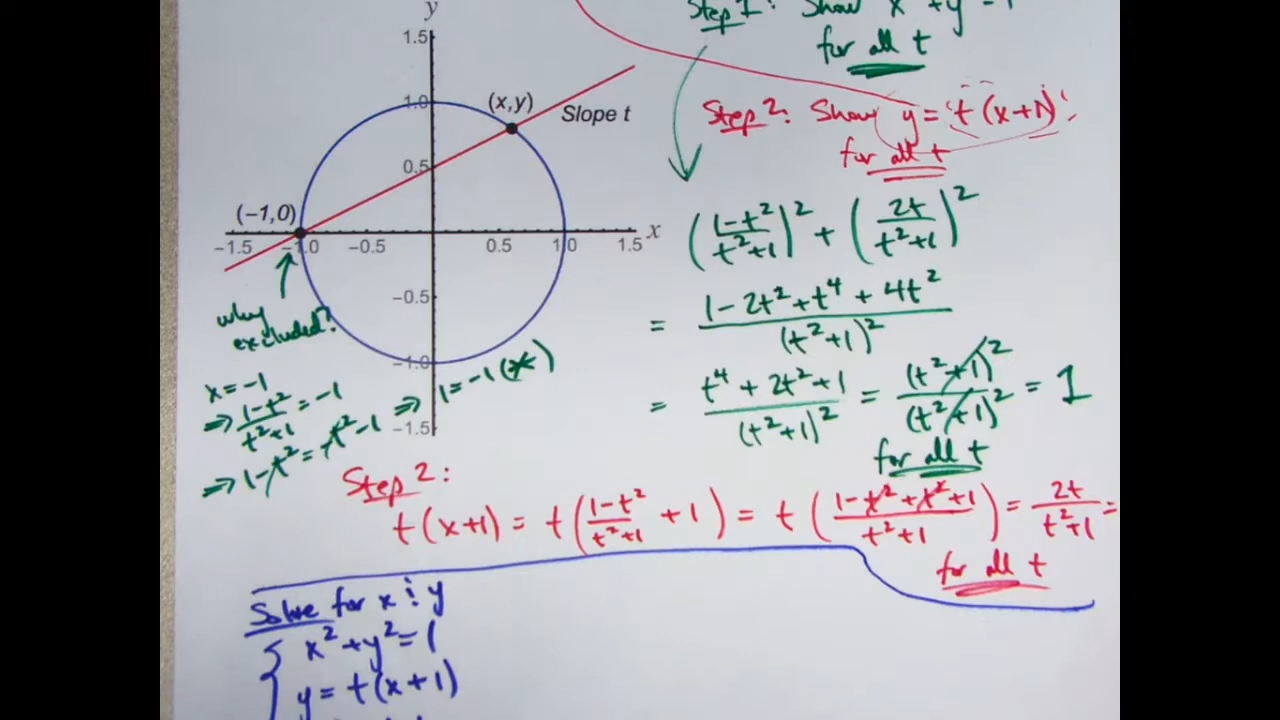 y
1.5
1.0
0.5
−0.5
−1.0
−1.5
−1.5 −1.0 −0.5 0.5 1.0 1.5 x
(x,y)
Slope t
(−1,0)
why
excluded?
x = −1
⇒ (1−t²)/(t²+1) = −1
⇒ 1−t² = −t²−1 ⇒ 1 = −1 (✗)
Step 1: Show x² + y² = 1
for all t
Step 2: Show y = t(x+1)
for all t
((1−t²)/(t²+1))² + (2t/(t²+1))²
= (1 − 2t² + t⁴ + 4t²)/(t²+1)²
= (t⁴ + 2t² + 1)/(t²+1)² = (t²+1)²/(t²+1)² = 1
for all t
Step 2:
t(x+1) = t((1−t²)/(t²+1) + 1) = t((1−t²+t²+1)/(t²+1)) = 2t/(t²+1) =
for all t
Solve for x ; y
x² + y² = 1
y = t(x+1)